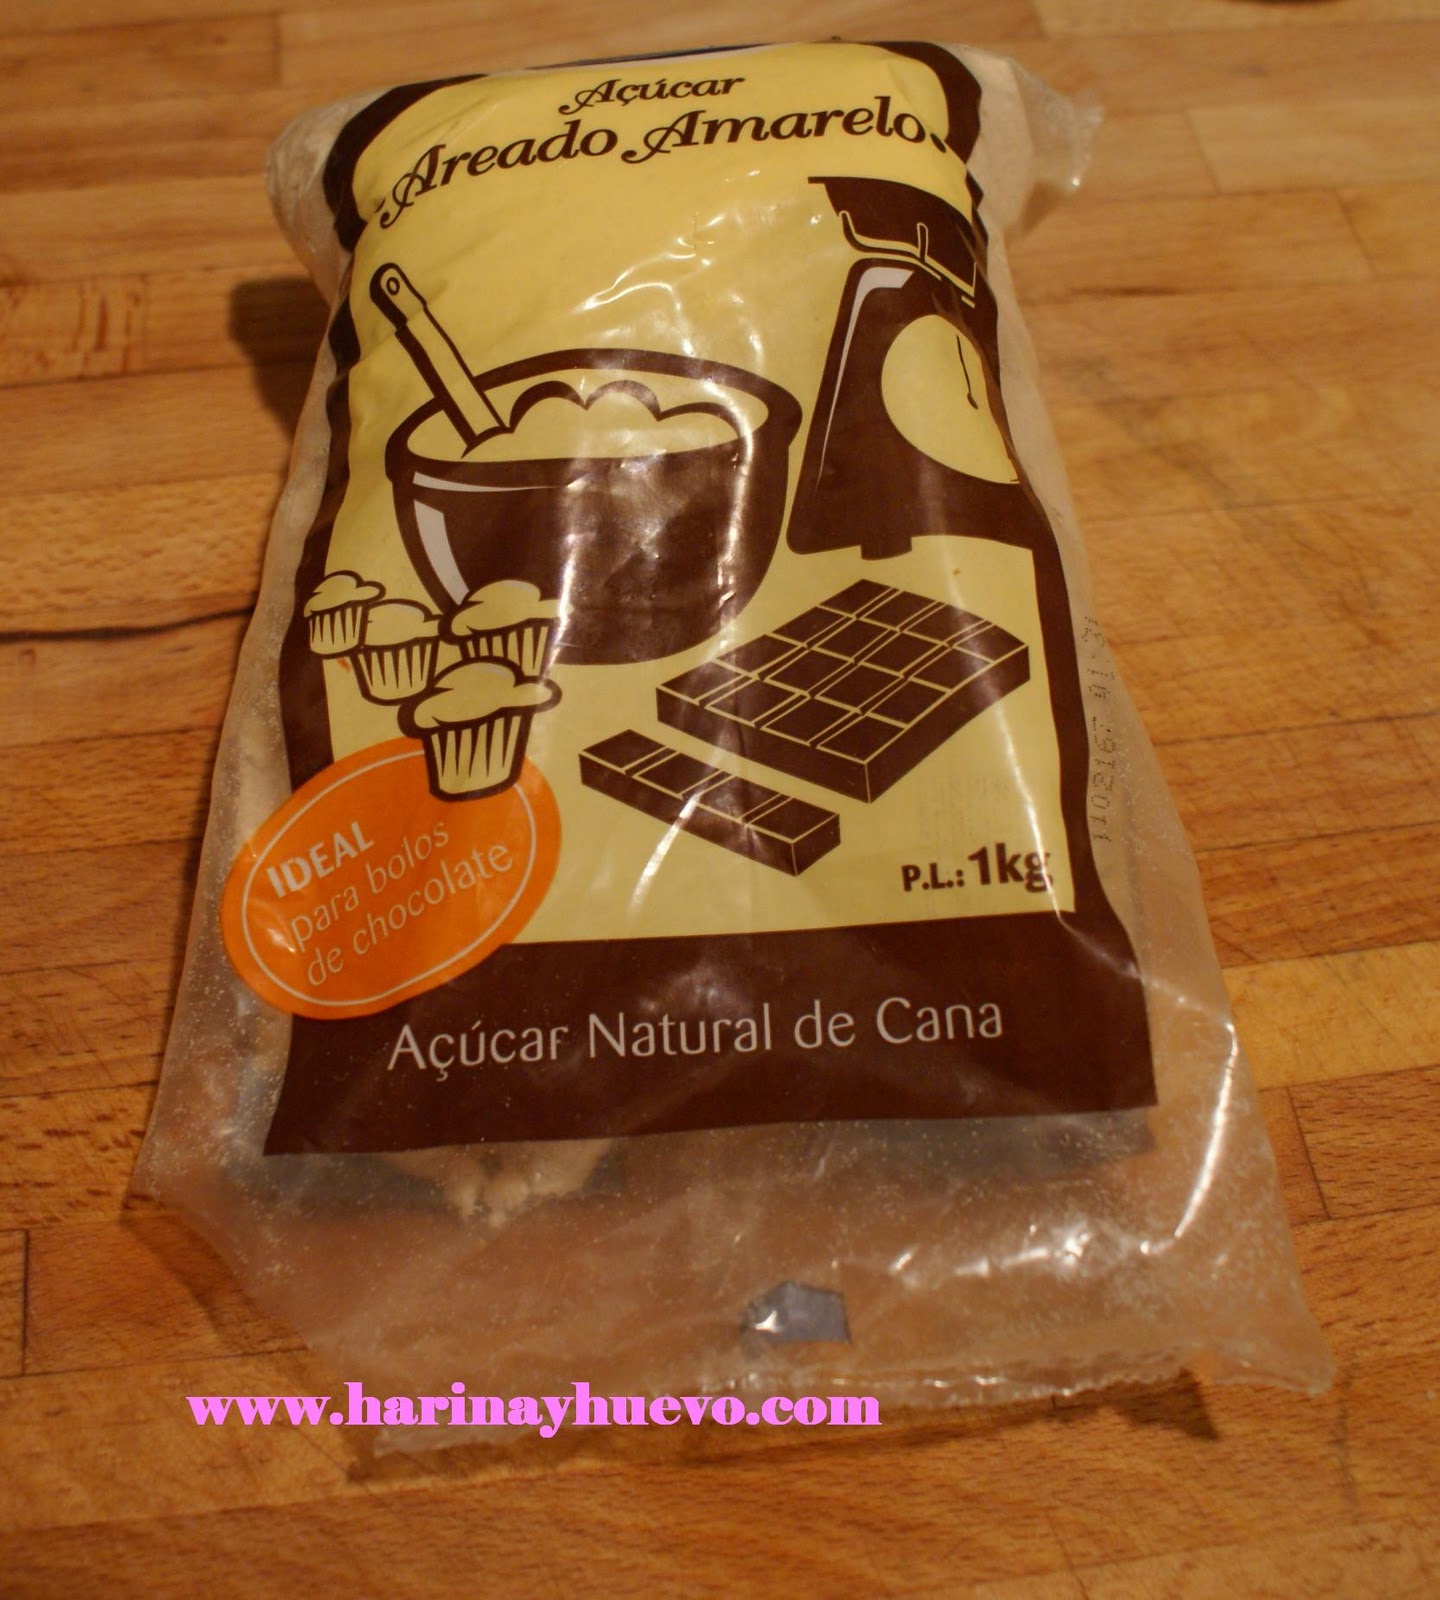 Açúcar
Areado Amarelo
IDEAL
para bolos
de chocolate
P.L.: 1kg
Açúcar Natural de Cana
www.harinayhuevo.com